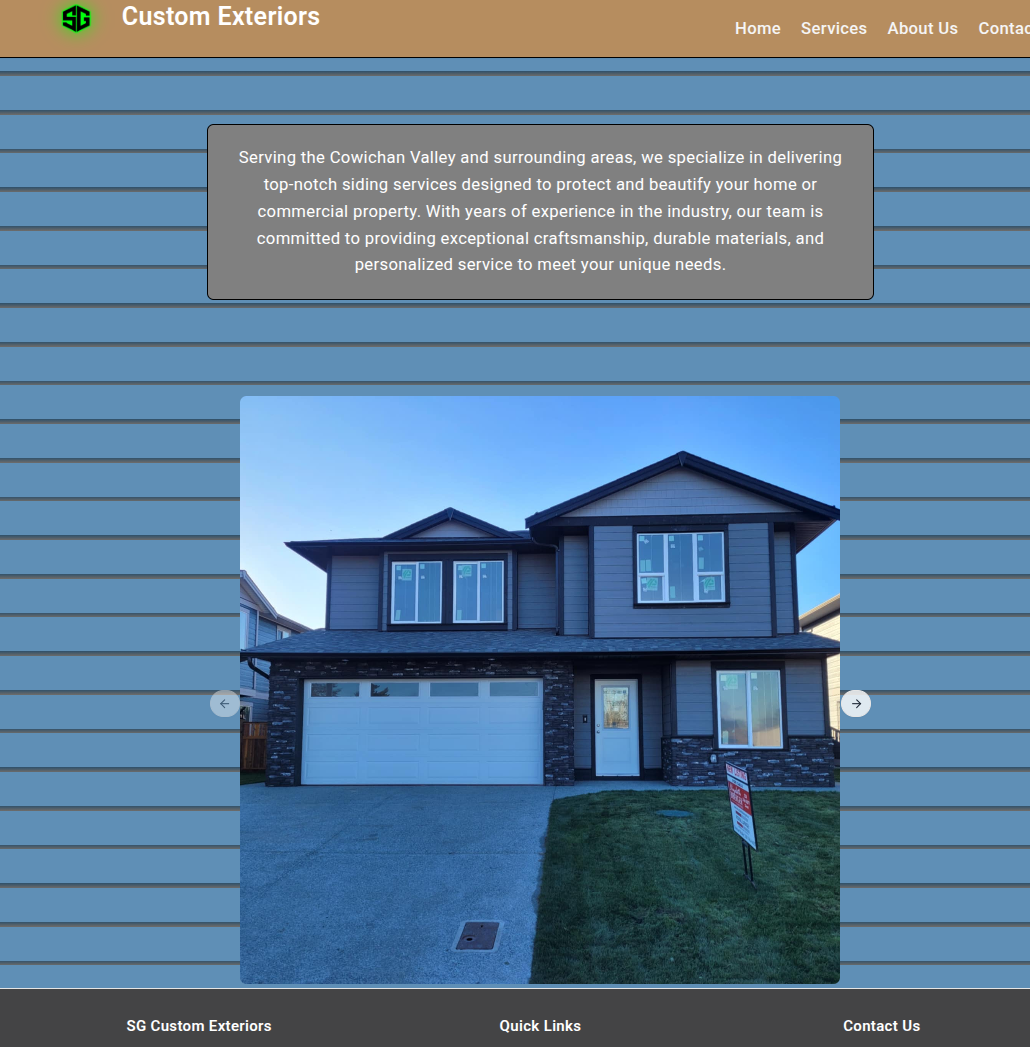 SG
Custom Exteriors
Home Services About Us Contac
Serving the Cowichan Valley and surrounding areas, we specialize in delivering
top-notch siding services designed to protect and beautify your home or
commercial property. With years of experience in the industry, our team is
committed to providing exceptional craftsmanship, durable materials, and
personalized service to meet your unique needs.
SG Custom Exteriors Quick Links Contact Us